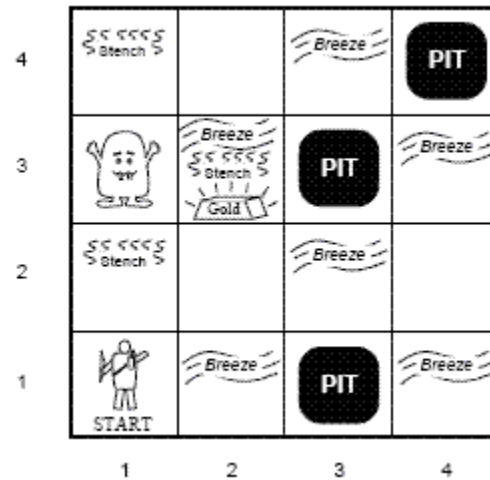 4
Stench
Breeze
PIT
3
Breeze
Stench
Gold
PIT
Breeze
2
Stench
Breeze
1
START
Breeze
PIT
Breeze
1
2
3
4